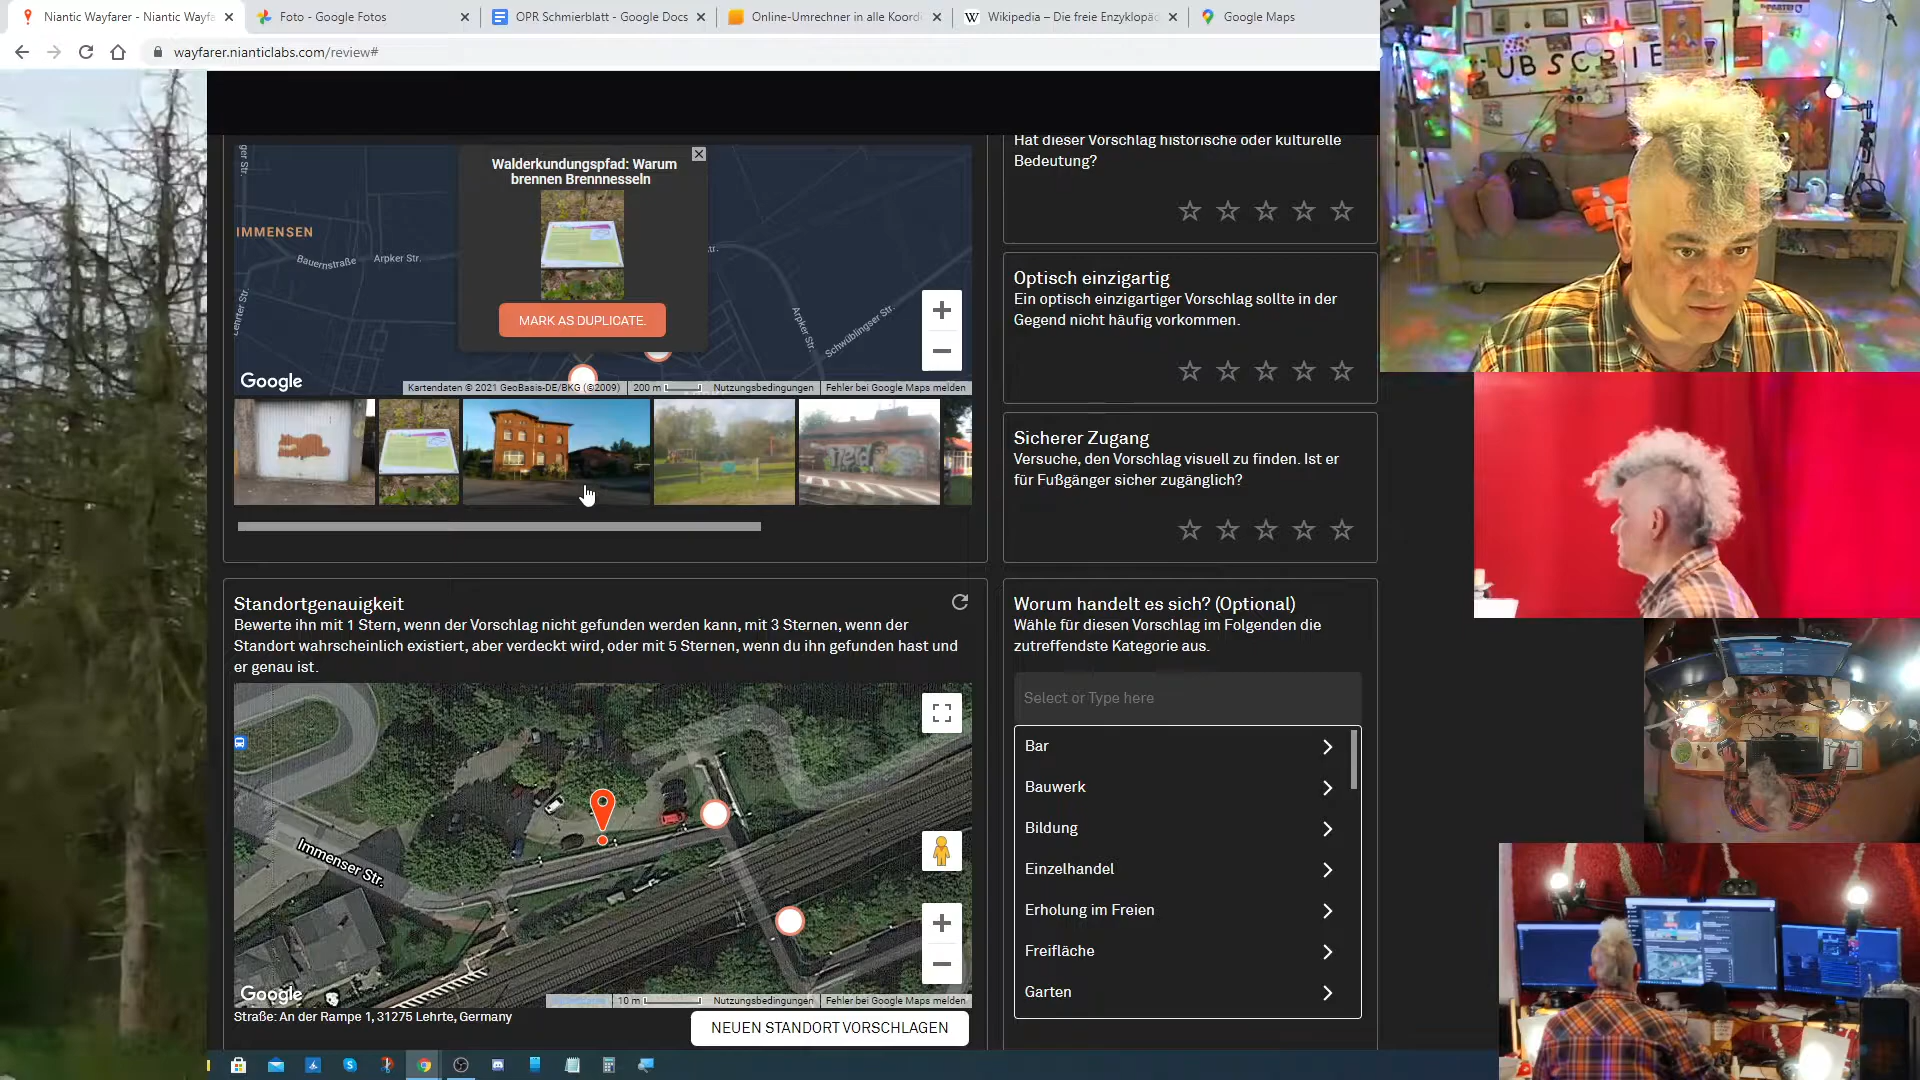 Niantic Wayfarer - Niantic Wayfa
Foto - Google Fotos
OPR Schmierblatt - Google Docs
Online-Umrechner in alle Koordi
Wikipedia – Die freie Enzyklopäd
Google Maps
wayfarer.nianticlabs.com/review#
SUBSCRIBE
Walderkundungspfad: Warum
brennen Brennnesseln
MARK AS DUPLICATE.
IMMENSEN
Bauernstraße
Arpker Str.
Arpker Str.
Schwüblingser Str.
Google
Kartendaten © 2021 GeoBasis-DE/BKG (©2009)
200 m
Nutzungsbedingungen
Fehler bei Google Maps melden
Hat dieser Vorschlag historische oder kulturelle
Bedeutung?
Optisch einzigartig
Ein optisch einzigartiger Vorschlag sollte in der
Gegend nicht häufig vorkommen.
Sicherer Zugang
Versuche, den Vorschlag visuell zu finden. Ist er
für Fußgänger sicher zugänglich?
Standortgenauigkeit
Bewerte ihn mit 1 Stern, wenn der Vorschlag nicht gefunden werden kann, mit 3 Sternen, wenn der
Standort wahrscheinlich existiert, aber verdeckt wird, oder mit 5 Sternen, wenn du ihn gefunden hast und
er genau ist.
Immenser Str.
Google
10 m
Nutzungsbedingungen
Fehler bei Google Maps melden
Straße: An der Rampe 1, 31275 Lehrte, Germany
NEUEN STANDORT VORSCHLAGEN
Worum handelt es sich? (Optional)
Wähle für diesen Vorschlag im Folgenden die
zutreffendste Kategorie aus.
Select or Type here
Bar
Bauwerk
Bildung
Einzelhandel
Erholung im Freien
Freifläche
Garten